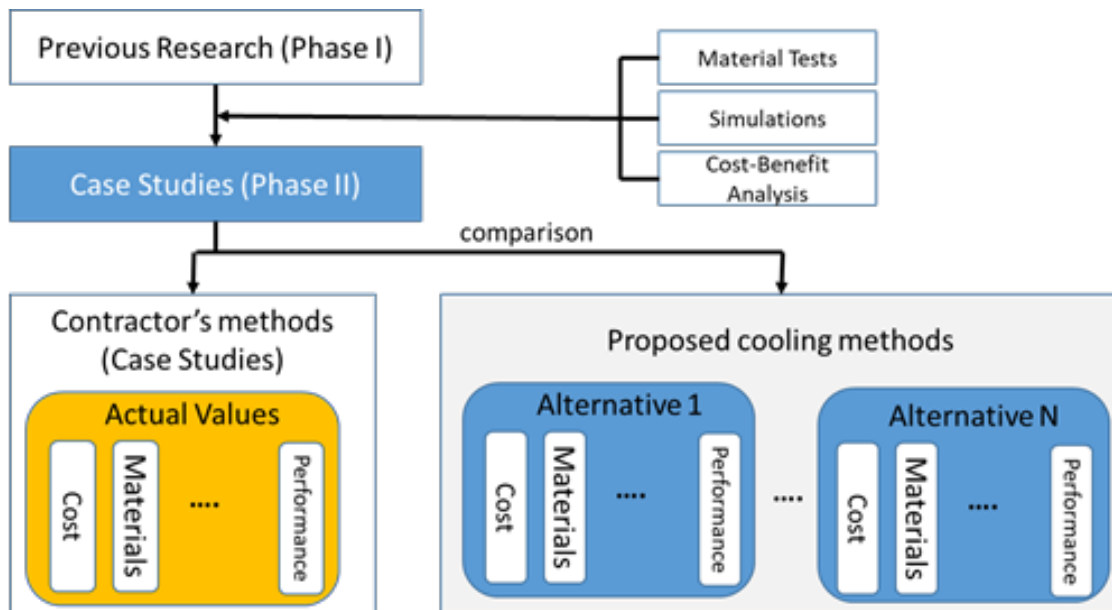 Previous Research (Phase I)
Material Tests
Simulations
Cost-Benefit
Analysis
Case Studies (Phase II)
comparison
Contractor's methods
(Case Studies)
Actual Values
Cost
Materials
....
Performance
Proposed cooling methods
Alternative 1
Cost
Materials
....
Performance
....
Alternative N
Cost
Materials
....
Performance